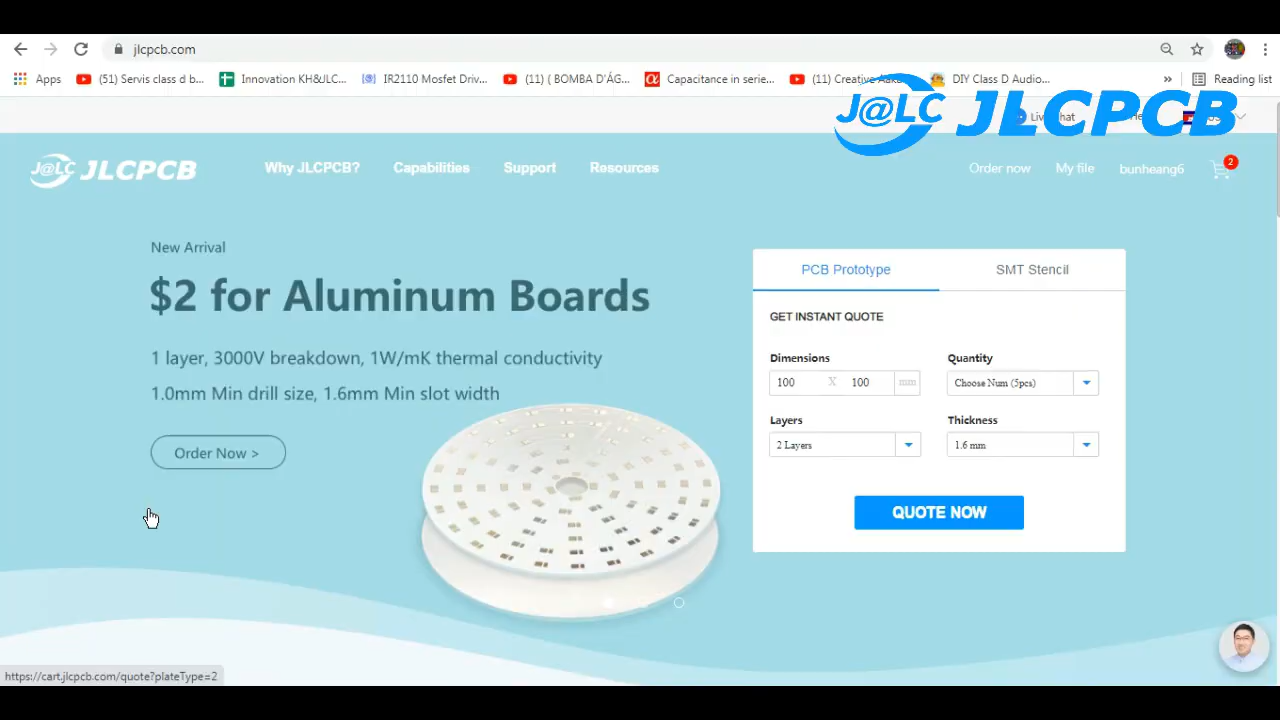 jlcpcb.com
Apps
(51) Servis class d b...
Innovation KH&JLC...
IR2110 Mosfet Driv...
(11) ( BOMBA D'ÁG...
Capacitance in serie...
(11) Creative
DIY Class D Audio...
»
Reading list
J@LC JLCPCB
J@LC JLCPCB
Why JLCPCB?
Capabilities
Support
Resources
Order now
My file
bunheang6
2
New Arrival
$2 for Aluminum Boards
1 layer, 3000V breakdown, 1W/mK thermal conductivity
1.0mm Min drill size, 1.6mm Min slot width
Order Now >
PCB Prototype
SMT Stencil
GET INSTANT QUOTE
Dimensions
Quantity
100 X 100 mm
Choose Num (5pcs)
Layers
Thickness
2 Layers
1.6 mm
QUOTE NOW
https://cart.jlcpcb.com/quote?plateType=2